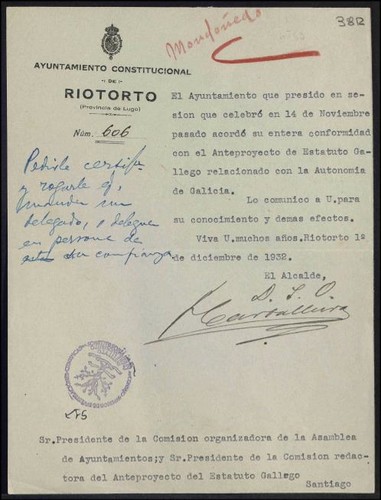 Mondoñedo
382
AYUNTAMIENTO CONSTITUCIONAL
DE
RIOTORTO
(Provincia de Lugo)
Núm. 606
El Ayuntamiento que presido en se-
sion que celebró en 14 de Noviembre
pasado acordó su entera conformidad
con el Anteproyecto de Estatuto Ga-
llego relacionado con la Autonomia
de Galicia.
Lo comunico a U.para
su conocimiento y demas efectos.
Viva U.muchos años.Riotorto 1º
de diciembre de 1932.
El Alcalde,
Pedirle certif
y rogarle q,
un
delegado, o delegue
en persona de
su confianza
Sr.Presidente de la Comision organizadora de la Asamblea
de Ayuntamientos;y Sr.Presidente de la Comision redac-
tora del Anteproyecto del Estatuto Gallego
Santiago